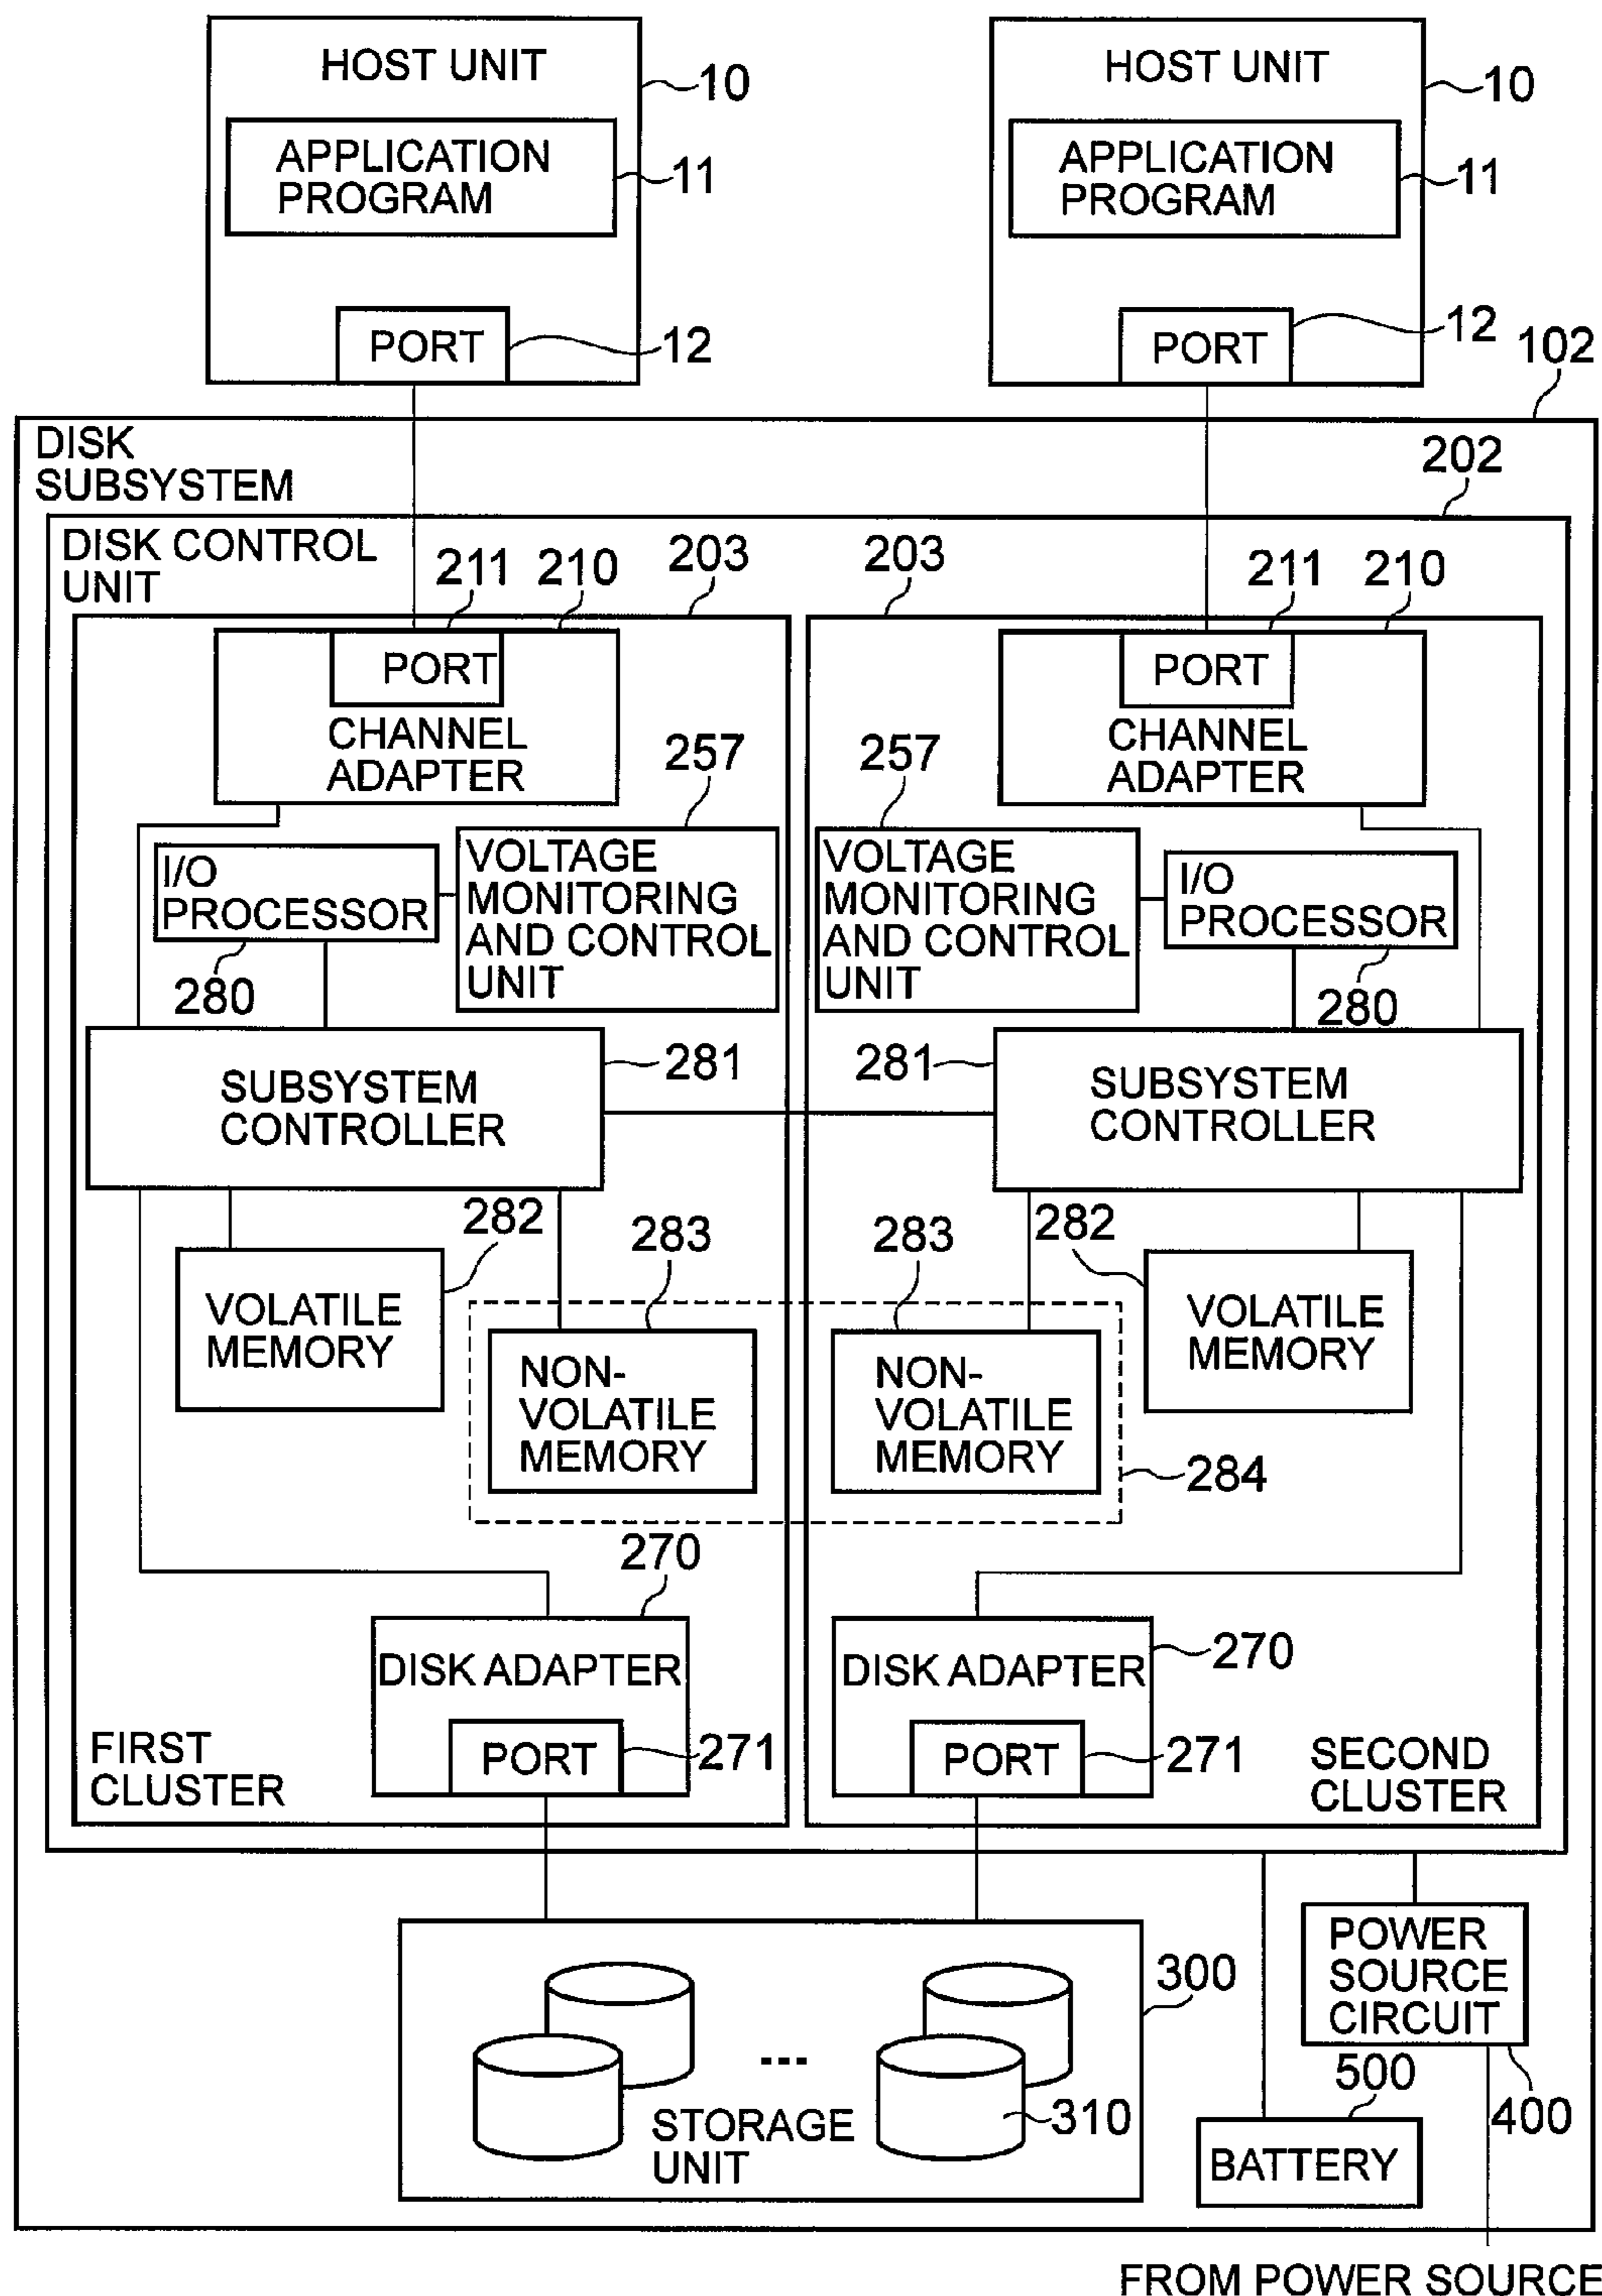 HOST UNIT
10
APPLICATION
PROGRAM
11
PORT
12
HOST UNIT
10
APPLICATION
PROGRAM
11
PORT
12
102
DISK
SUBSYSTEM
202
DISK CONTROL
UNIT
211
210
203
203
211
210
PORT
CHANNEL
ADAPTER
257
I/O
PROCESSOR
280
VOLTAGE
MONITORING
AND CONTROL
UNIT
PORT
CHANNEL
ADAPTER
257
VOLTAGE
MONITORING
AND CONTROL
UNIT
I/O
PROCESSOR
280
SUBSYSTEM
CONTROLLER
281
281
SUBSYSTEM
CONTROLLER
282
283
283
282
VOLATILE
MEMORY
NON-
VOLATILE
MEMORY
NON-
VOLATILE
MEMORY
VOLATILE
MEMORY
284
270
DISK ADAPTER
PORT
271
FIRST
CLUSTER
DISK ADAPTER
270
PORT
271
SECOND
CLUSTER
300
...
310
STORAGE
UNIT
POWER
SOURCE
CIRCUIT
400
500
BATTERY
FROM POWER SOURCE